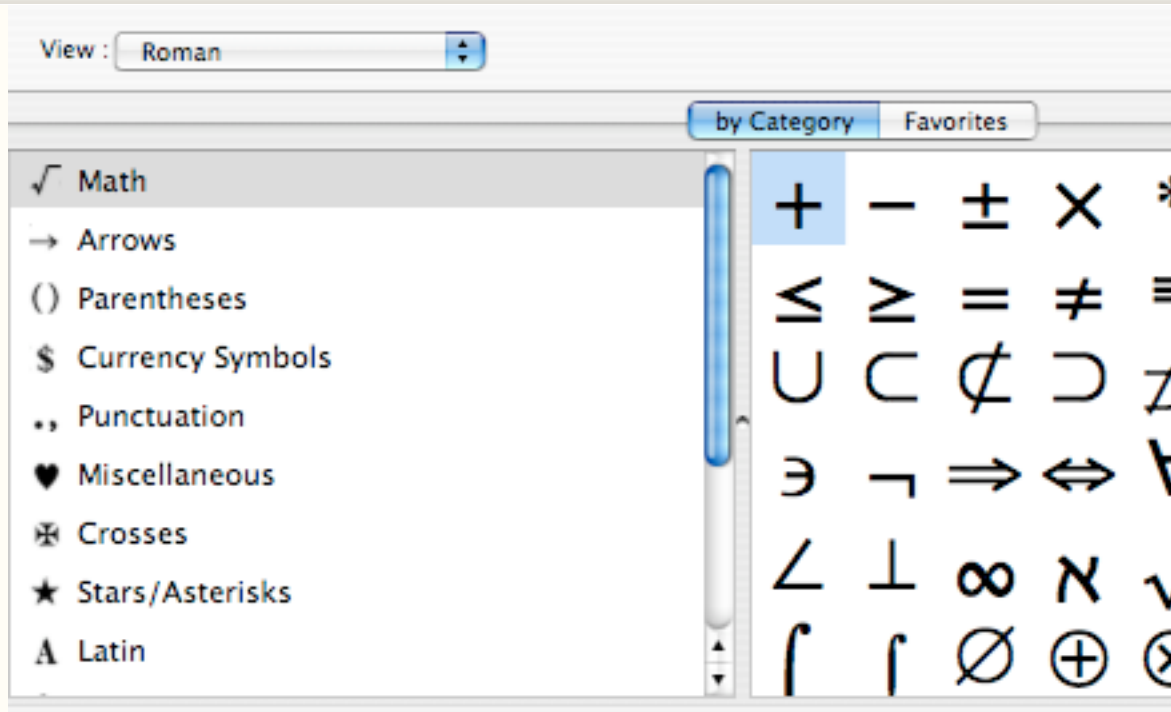 View : Roman
by Category Favorites
√ Math
→ Arrows
() Parentheses
$ Currency Symbols
., Punctuation
♥ Miscellaneous
✠ Crosses
★ Stars/Asterisks
A Latin
+ − ± ×
≤ ≥ = ≠
∪ ⊂ ⊄ ⊃
∋ ¬ ⇒ ⇔
∠ ⊥ ∞ ℵ
∫ ∫ ∅ ⊕